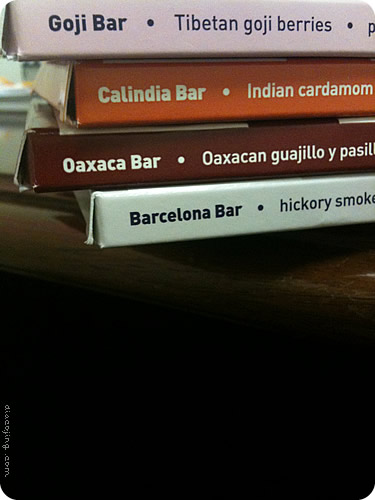 Goji Bar • Tibetan goji berries • p
Calindia Bar • Indian cardamom
Oaxaca Bar • Oaxacan guajillo y pasill
Barcelona Bar • hickory smoke